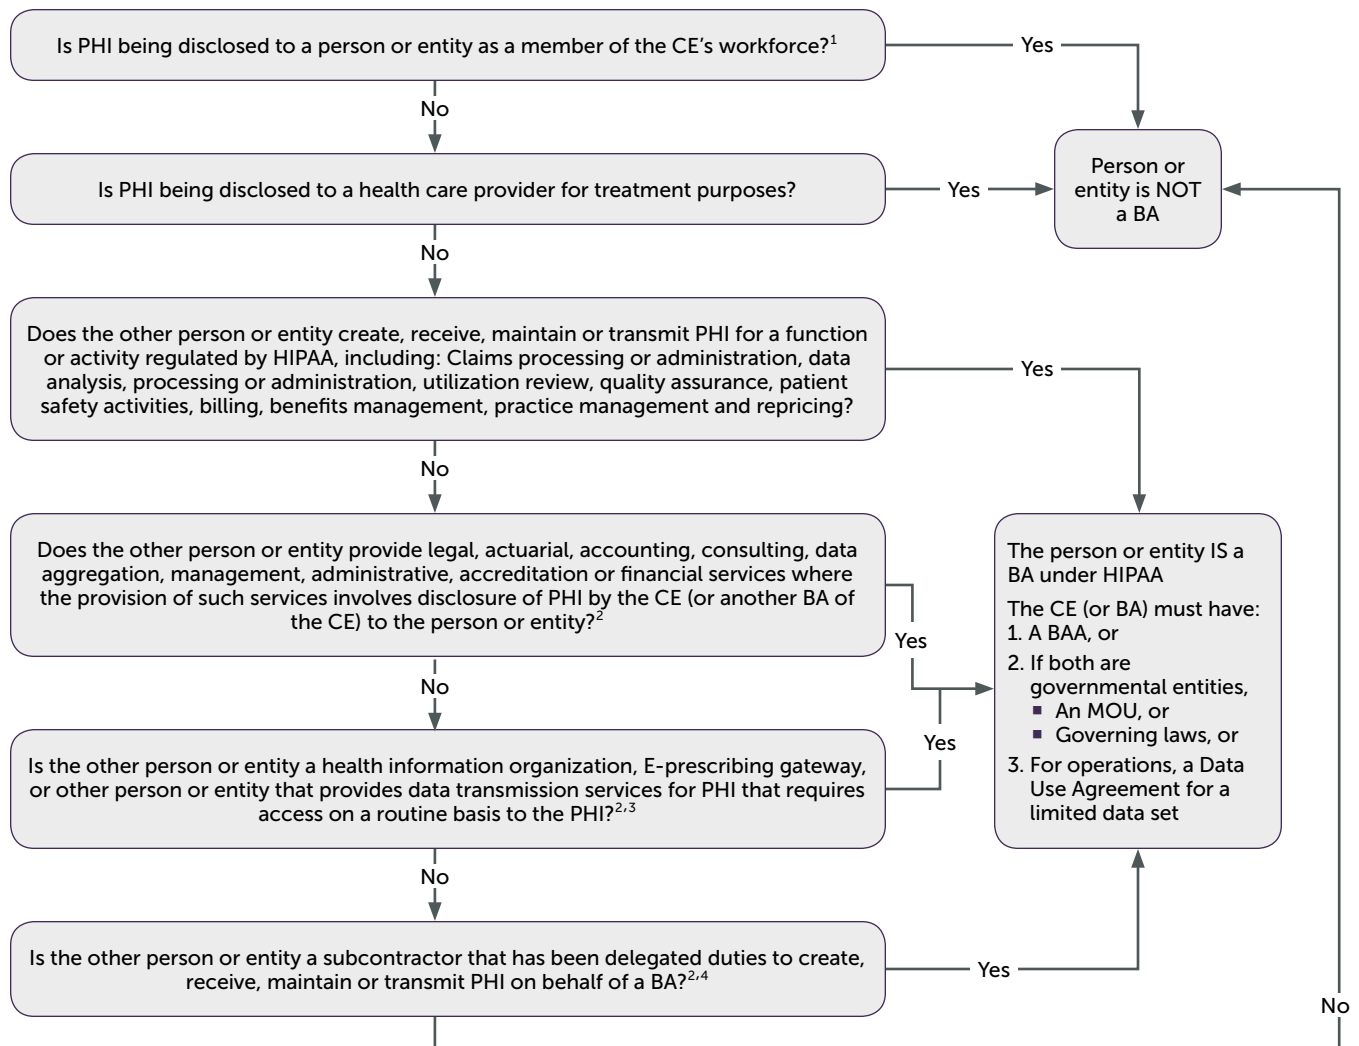 Is PHI being disclosed to a person or entity as a member of the CE's workforce?1
Yes
No
Is PHI being disclosed to a health care provider for treatment purposes?
Yes
Person or
entity is NOT
a BA
No
Does the other person or entity create, receive, maintain or transmit PHI for a function
or activity regulated by HIPAA, including: Claims processing or administration, data
analysis, processing or administration, utilization review, quality assurance, patient
safety activities, billing, benefits management, practice management and repricing?
Yes
No
Does the other person or entity provide legal, actuarial, accounting, consulting, data
aggregation, management, administrative, accreditation or financial services where
the provision of such services involves disclosure of PHI by the CE (or another BA of
the CE) to the person or entity?2
Yes
No
Is the other person or entity a health information organization, E-prescribing gateway,
or other person or entity that provides data transmission services for PHI that requires
access on a routine basis to the PHI?2,3
Yes
The person or entity IS a
BA under HIPAA
The CE (or BA) must have:
1. A BAA, or
2. If both are
governmental entities,
■ An MOU, or
■ Governing laws, or
3. For operations, a Data
Use Agreement for a
limited data set
No
Is the other person or entity a subcontractor that has been delegated duties to create,
receive, maintain or transmit PHI on behalf of a BA?2,4
Yes
No